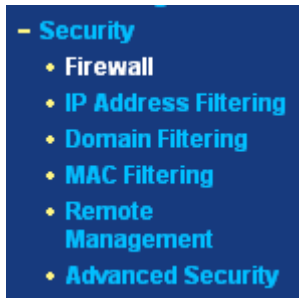 – Security
• Firewall
• IP Address Filtering
• Domain Filtering
• MAC Filtering
• Remote
Management
• Advanced Security